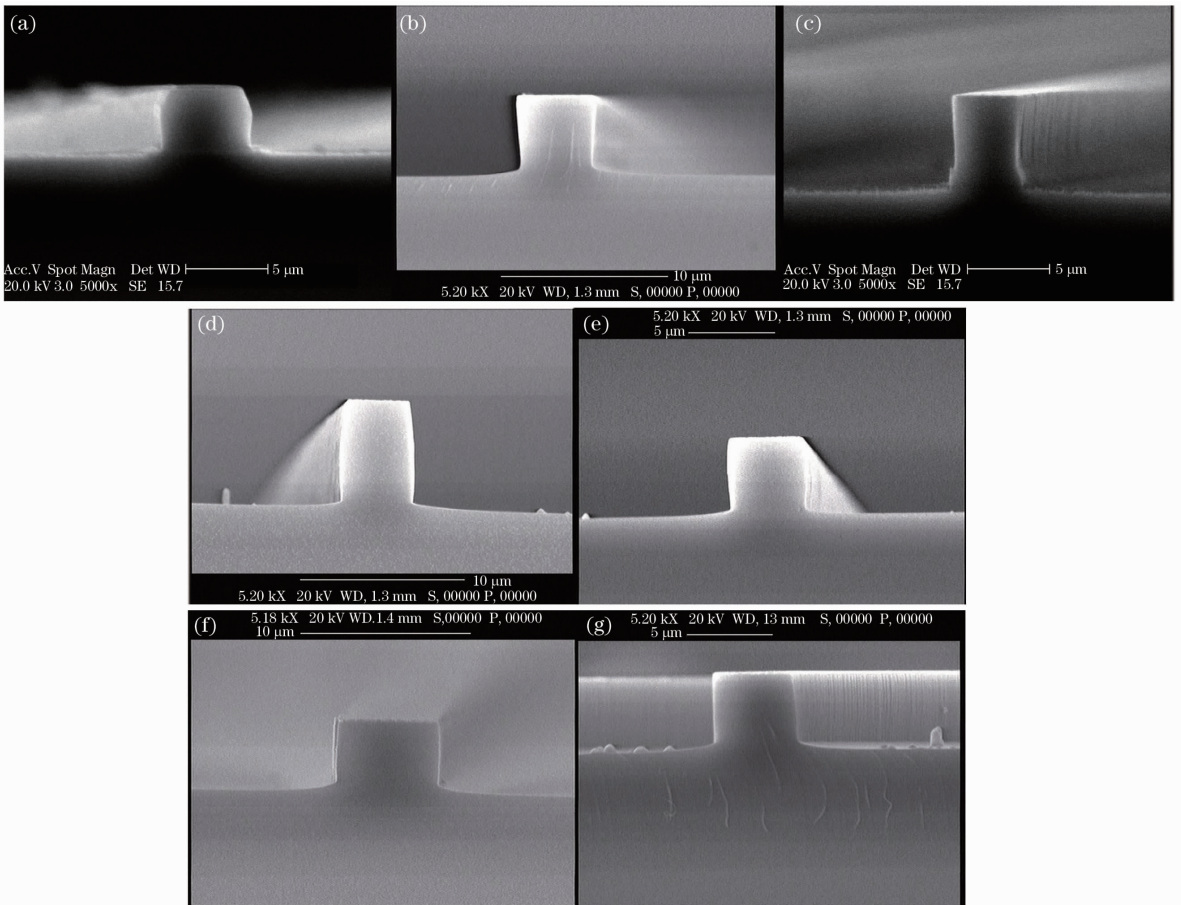 (a)
Acc.V Spot Magn Det WD 5 μm
20.0 kV 3.0 5000x SE 15.7
(b)
10 μm
5.20 kX 20 kV WD, 1.3 mm S, 00000 P, 00000
(c)
Acc.V Spot Magn Det WD 5 μm
20.0 kV 3.0 5000x SE 15.7
(d)
10 μm
5.20 kX 20 kV WD, 1.3 mm S, 00000 P, 00000
(e)
5.20 kX 20 kV WD, 1.3 mm S, 00000 P, 00000
5 μm
(f)
5.18 kX 20 kV WD.1.4 mm S,00000 P, 00000
10 μm
(g)
5.20 kX 20 kV WD, 13 mm S, 00000 P, 00000
5 μm